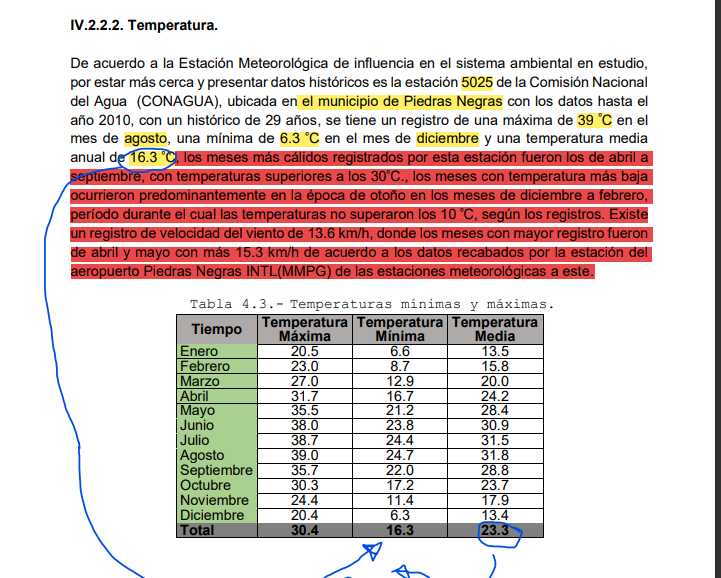 IV.2.2.2. Temperatura.
De acuerdo a la Estación Meteorológica de influencia en el sistema ambiental en estudio,
por estar más cerca y presentar datos históricos es la estación 5025 de la Comisión Nacional
del Agua (CONAGUA), ubicada en el municipio de Piedras Negras con los datos hasta el
año 2010, con un histórico de 29 años, se tiene un registro de una máxima de 39 °C en el
mes de agosto, una mínima de 6.3 °C en el mes de diciembre y una temperatura media
anual de 16.3 °C, los meses más cálidos registrados por esta estación fueron los de abril a
septiembre, con temperaturas superiores a los 30°C., los meses con temperatura más baja
ocurrieron predominantemente en la época de otoño en los meses de diciembre a febrero,
período durante el cual las temperaturas no superaron los 10 °C, según los registros. Existe
un registro de velocidad del viento de 13.6 km/h, donde los meses con mayor registro fueron
de abril y mayo con más 15.3 km/h de acuerdo a los datos recabados por la estación del
aeropuerto Piedras Negras INTL(MMPG) de las estaciones meteorológicas a este.
Tabla 4.3.- Temperaturas mínimas y máximas.
Tiempo Temperatura Máxima Temperatura Mínima Temperatura Media
Enero 20.5 6.6 13.5
Febrero 23.0 8.7 15.8
Marzo 27.0 12.9 20.0
Abril 31.7 16.7 24.2
Mayo 35.5 21.2 28.4
Junio 38.0 23.8 30.9
Julio 38.7 24.4 31.5
Agosto 39.0 24.7 31.8
Septiembre 35.7 22.0 28.8
Octubre 30.3 17.2 23.7
Noviembre 24.4 11.4 17.9
Diciembre 20.4 6.3 13.4
Total 30.4 16.3 23.3